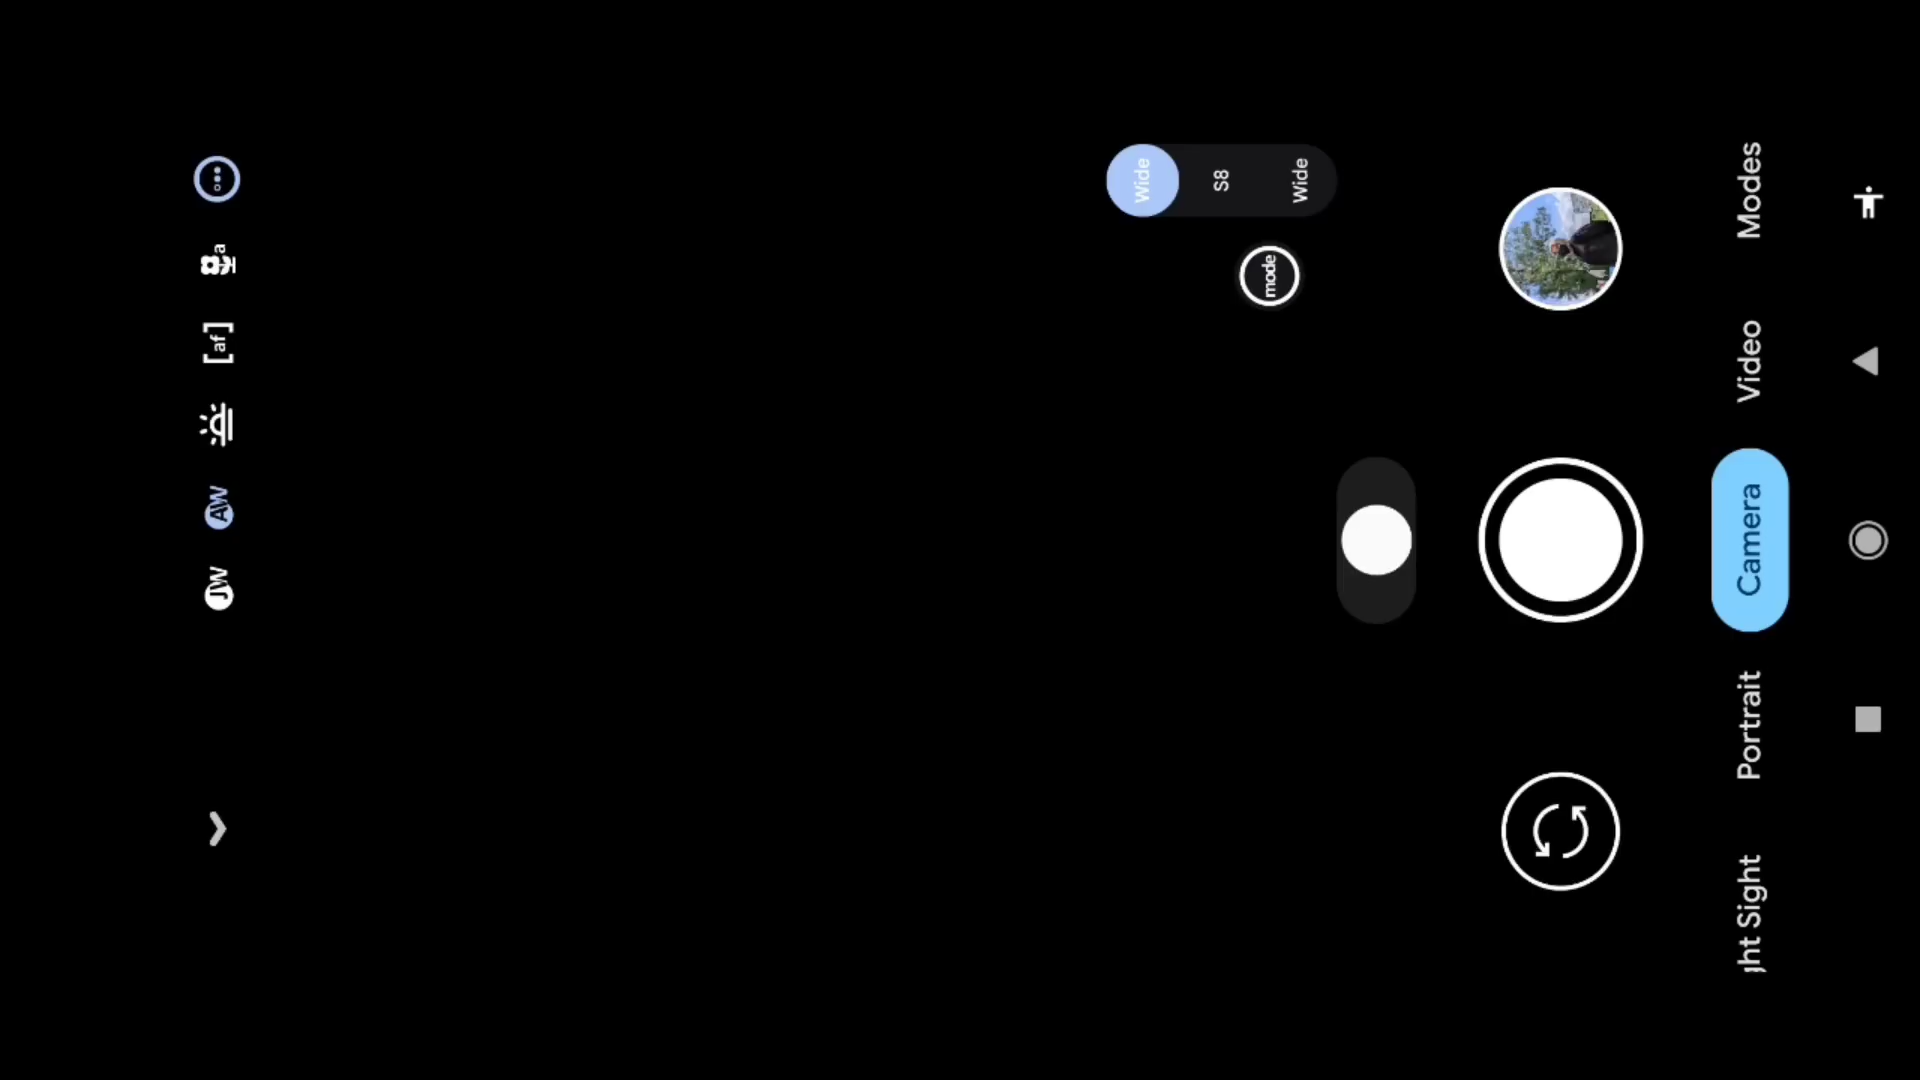 JW AW [af] a
Wide
S8
mode
Wide
ght Sight Portrait Camera Video Modes